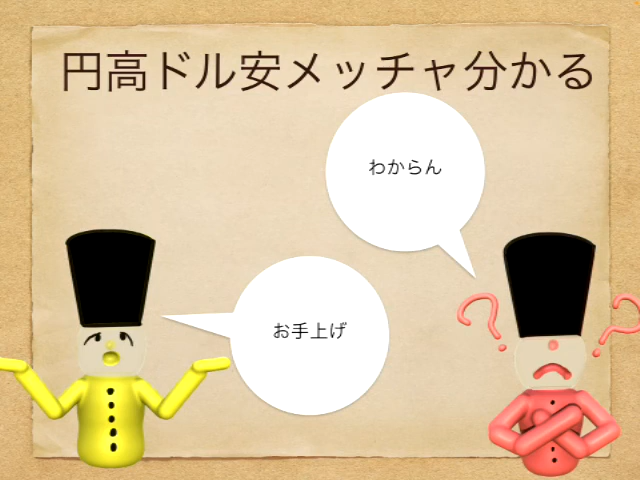 円高ドル安メッチャ分かる
わからん
お手上げ